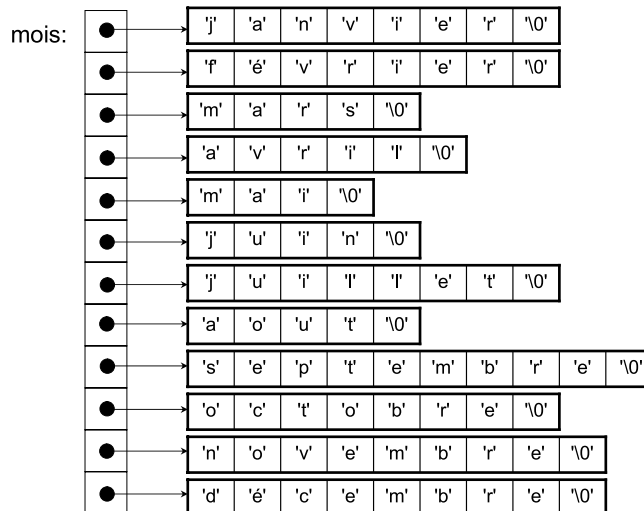 mois: 'j' 'a' 'n' 'v' 'i' 'e' 'r' '\0'
'f' 'é' 'v' 'r' 'i' 'e' 'r' '\0'
'm' 'a' 'r' 's' '\0'
'a' 'v' 'r' 'i' 'l' '\0'
'm' 'a' 'i' '\0'
'j' 'u' 'i' 'n' '\0'
'j' 'u' 'i' 'l' 'l' 'e' 't' '\0'
'a' 'o' 'u' 't' '\0'
's' 'e' 'p' 't' 'e' 'm' 'b' 'r' 'e' '\0'
'o' 'c' 't' 'o' 'b' 'r' 'e' '\0'
'n' 'o' 'v' 'e' 'm' 'b' 'r' 'e' '\0'
'd' 'é' 'c' 'e' 'm' 'b' 'r' 'e' '\0'